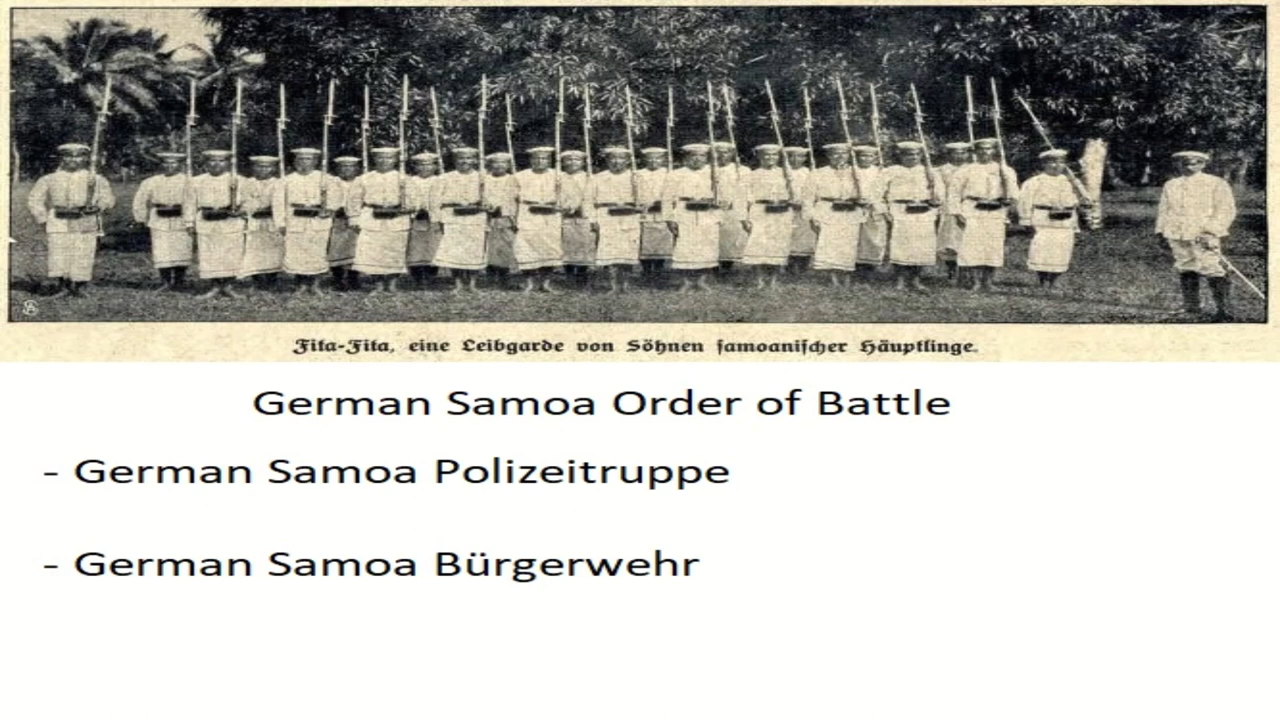 Fita-Fita, eine Leibgarde von Söhnen samoanischer Häuptlinge.
German Samoa Order of Battle
- German Samoa Polizeitruppe
- German Samoa Bürgerwehr